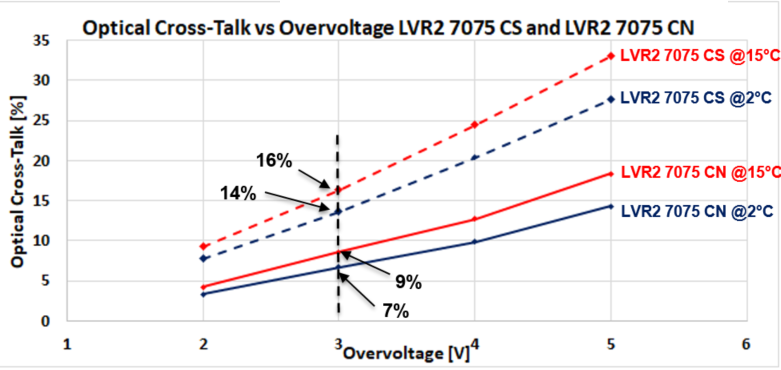 Optical Cross-Talk vs Overvoltage LVR2 7075 CS and LVR2 7075 CN
Optical Cross-Talk [%]
35
30
25
20
15
10
5
0
LVR2 7075 CS @15°C
LVR2 7075 CS @2°C
LVR2 7075 CN @15°C
LVR2 7075 CN @2°C
16%
14%
9%
7%
1 2 3 4 5 6
Overvoltage [V]